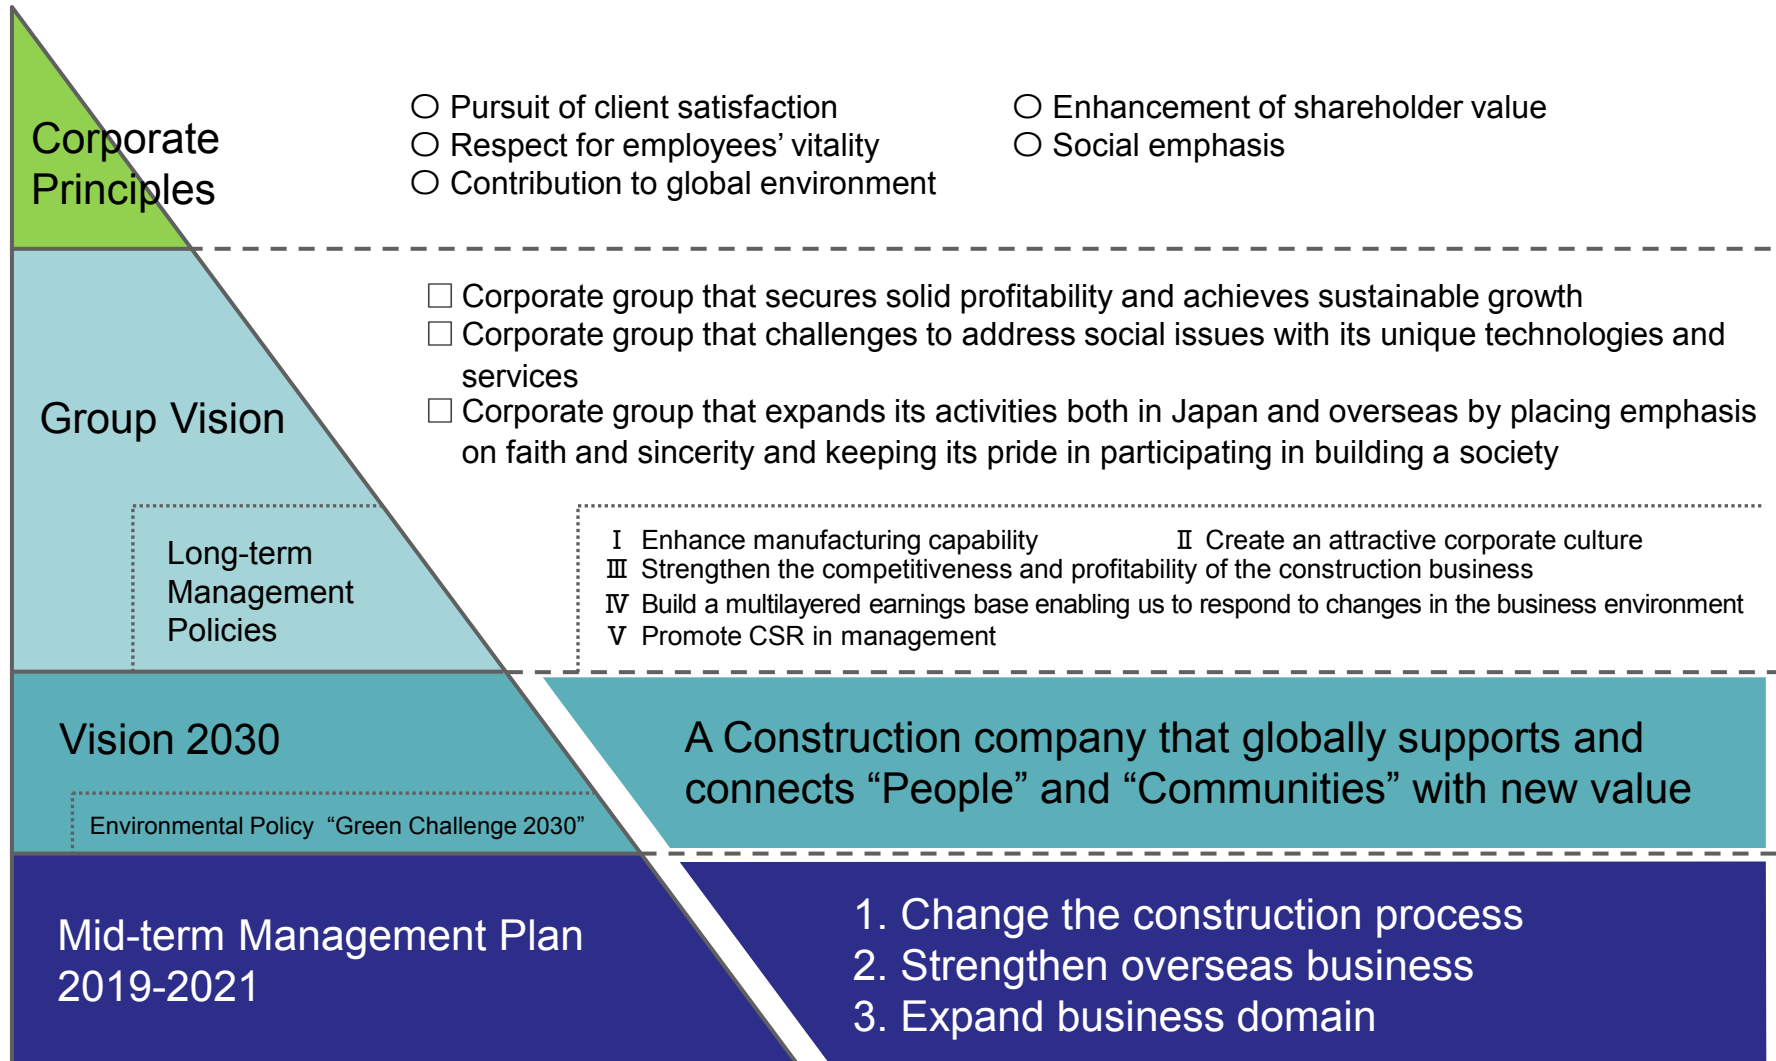 Corporate
Principles
〇 Pursuit of client satisfaction
〇 Respect for employees’ vitality
〇 Contribution to global environment
〇 Enhancement of shareholder value
〇 Social emphasis
Group Vision
□ Corporate group that secures solid profitability and achieves sustainable growth
□ Corporate group that challenges to address social issues with its unique technologies and
services
□ Corporate group that expands its activities both in Japan and overseas by placing emphasis
on faith and sincerity and keeping its pride in participating in building a society
Long-term
Management
Policies
Ⅰ Enhance manufacturing capability
Ⅱ Create an attractive corporate culture
Ⅲ Strengthen the competitiveness and profitability of the construction business
Ⅳ Build a multilayered earnings base enabling us to respond to changes in the business environment
Ⅴ Promote CSR in management
Vision 2030
Environmental Policy “Green Challenge 2030”
A Construction company that globally supports and
connects “People” and “Communities” with new value
Mid-term Management Plan
2019-2021
1. Change the construction process
2. Strengthen overseas business
3. Expand business domain